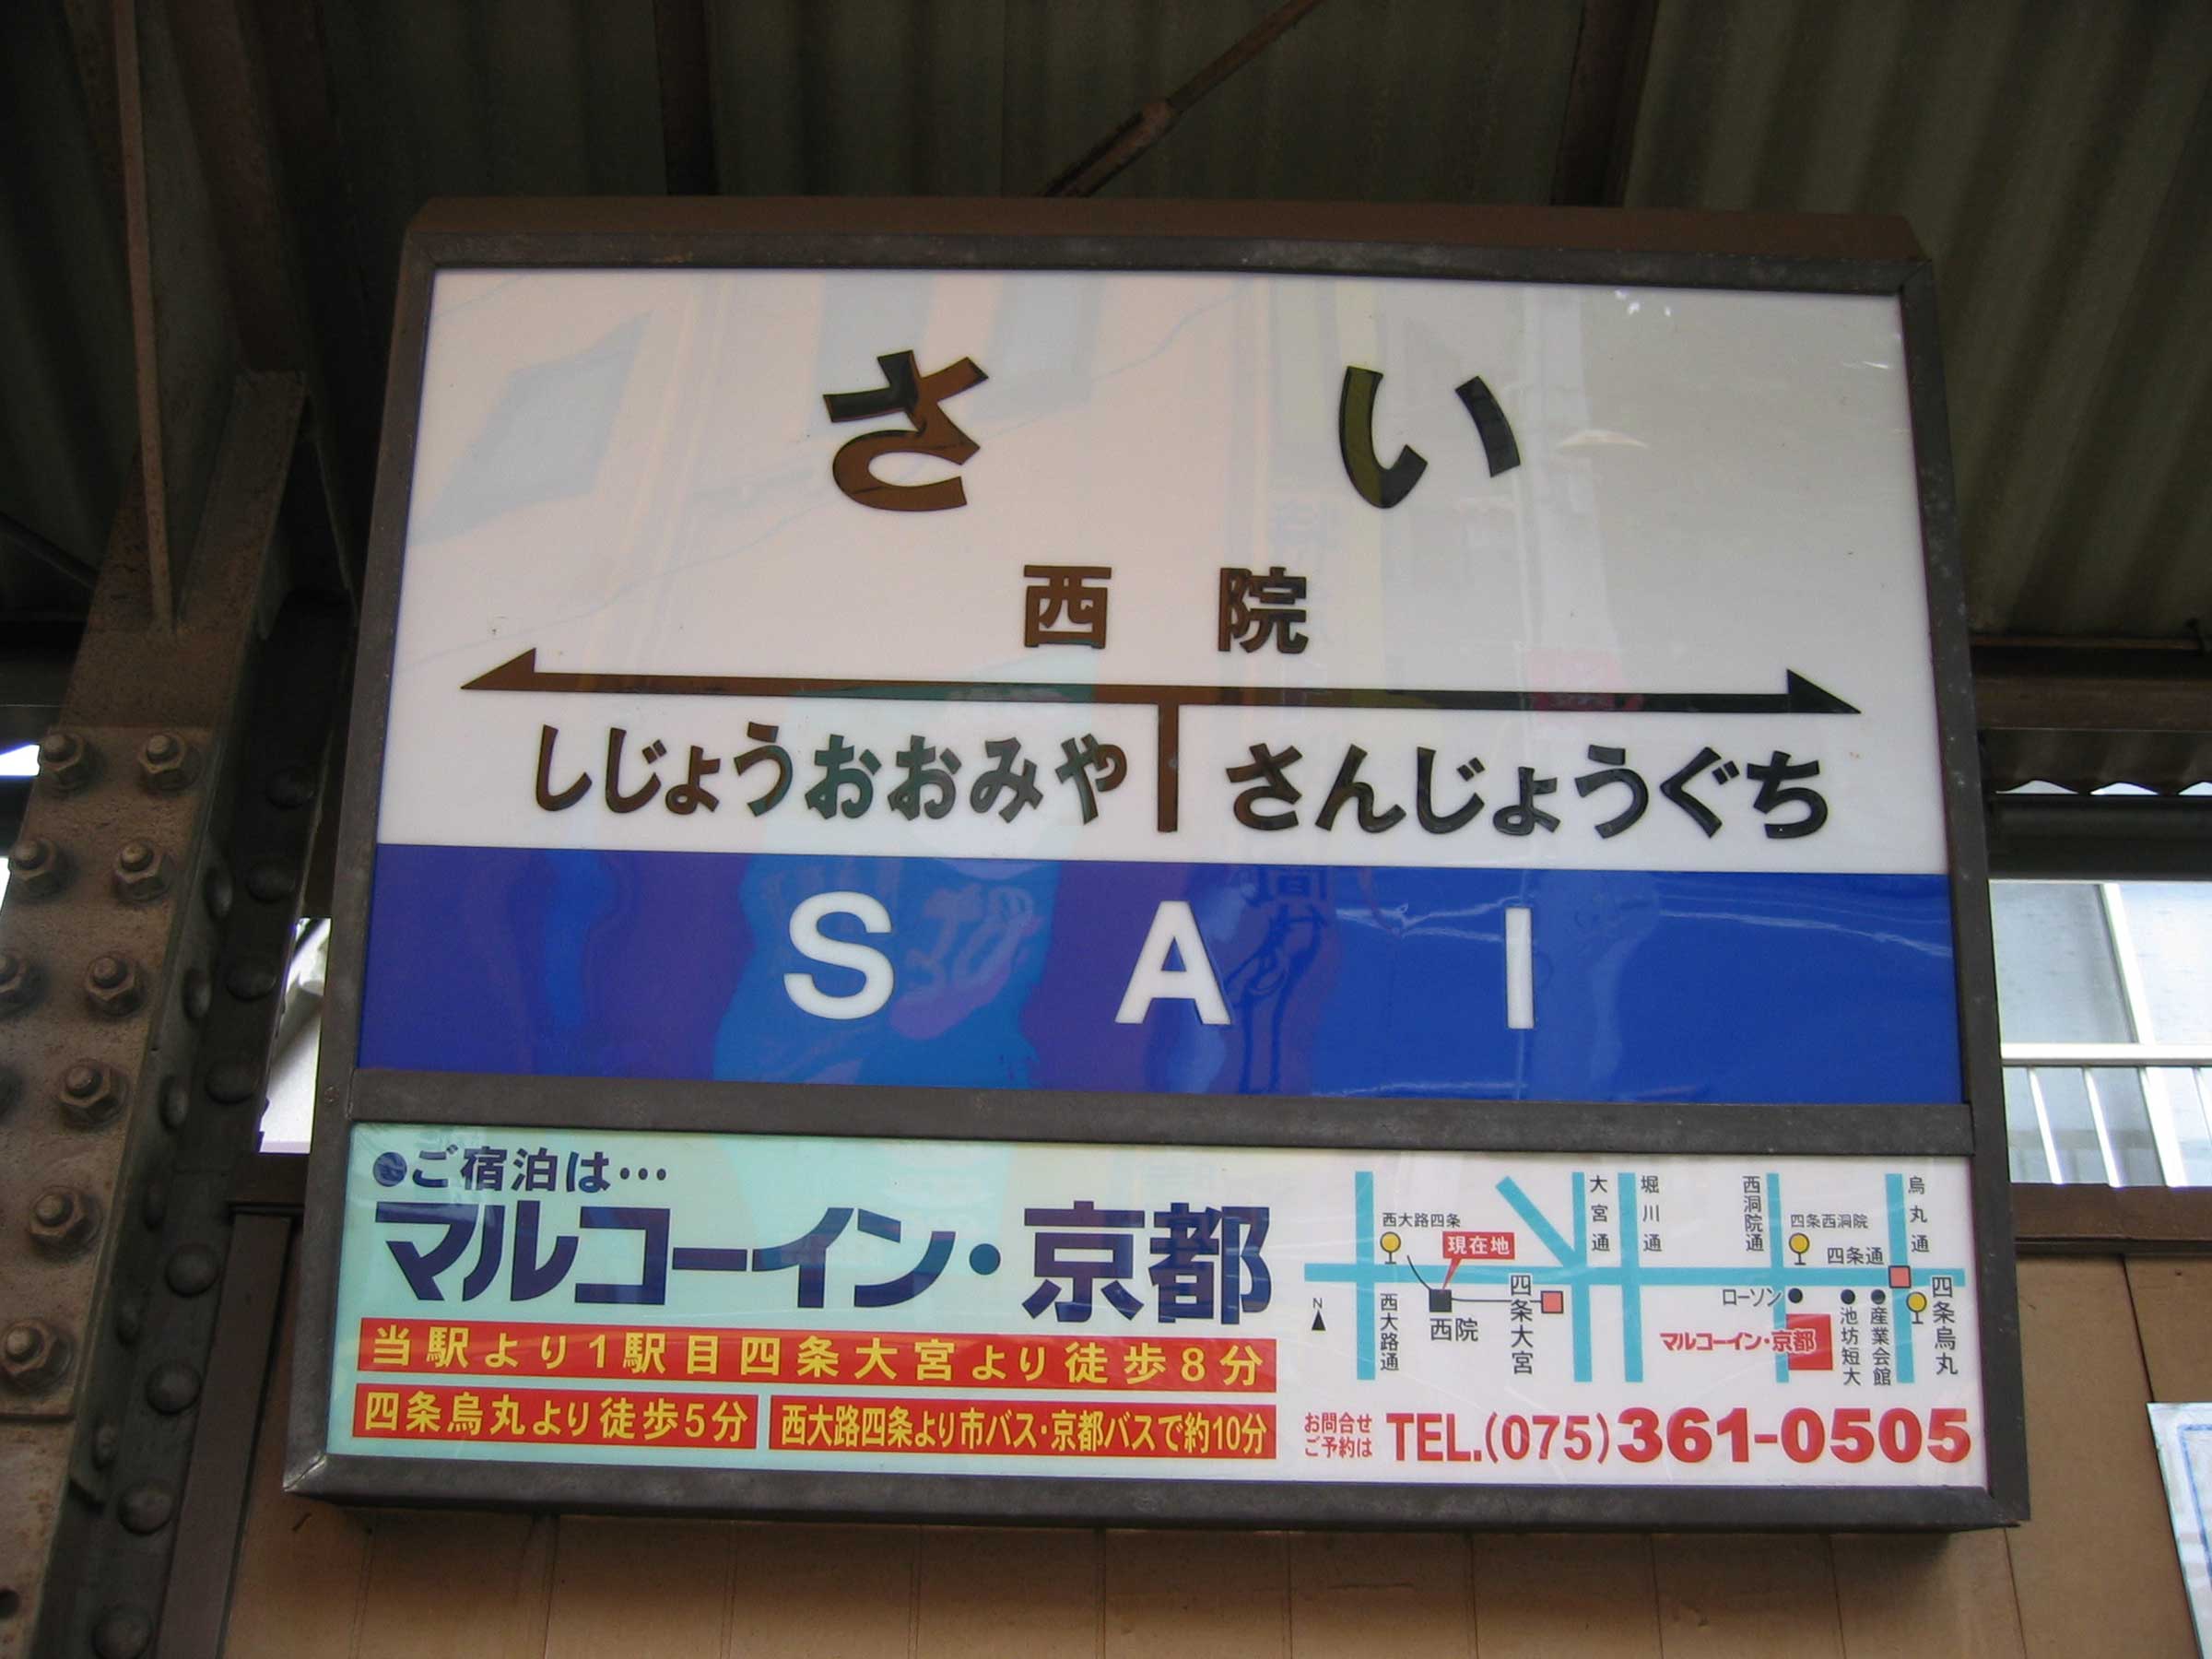 さい
西院
しじょうおおみや さんじょうぐち
SAI
●ご宿泊は…
マルコーイン・京都
当駅より1駅目四条大宮より徒歩8分
四条烏丸より徒歩5分
西大路四条より市バス・京都バスで約10分
西大路四条
現在地
大宮通
堀川通
西洞院通
四条西洞院
四条通
烏丸通
N
西大路通
西院
四条大宮
ローソン
マルコーイン・京都
池坊短大
産業会館
四条烏丸
お問合せ
ご予約は
TEL.(075)361-0505